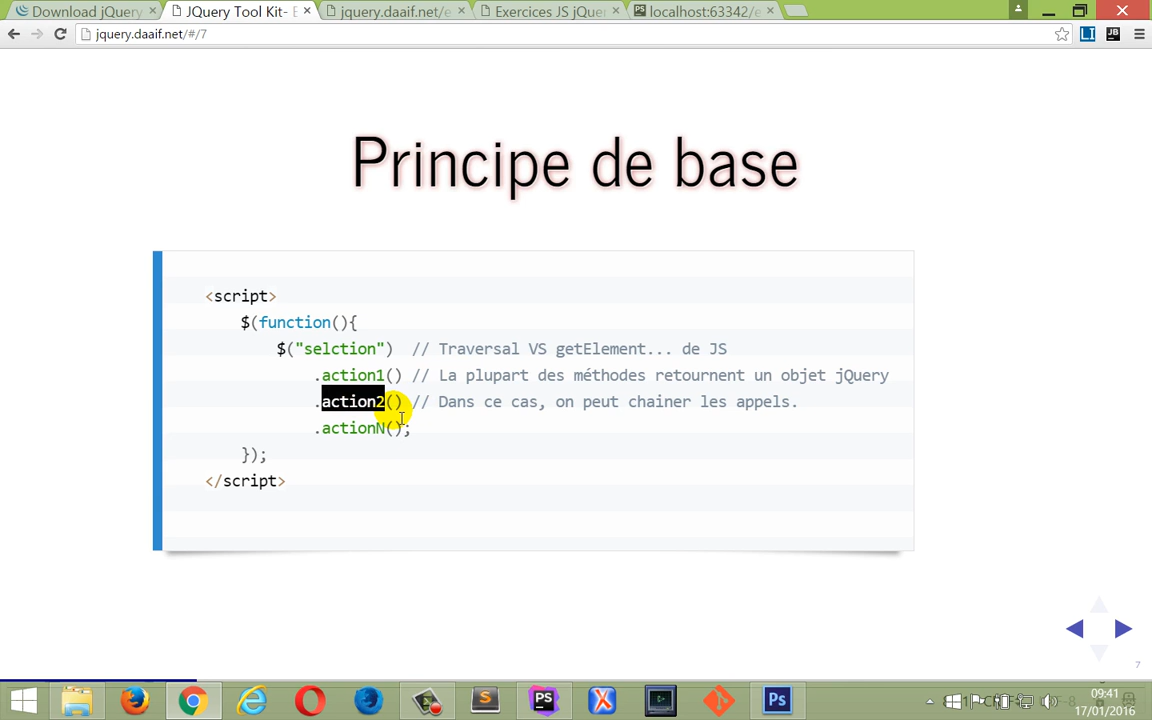 Download jQuery
JQuery Tool Kit- E
jquery.daaif.net/e
Exercices JS jQue
localhost:63342/e
jquery.daaif.net/#/7
Principe de base
<script>
$(function(){
$("selction") // Traversal VS getElement... de JS
.action1() // La plupart des méthodes retournent un objet jQuery
.action2() // Dans ce cas, on peut chainer les appels.
.actionN();
});
</script>
7
09:41
17/01/2016